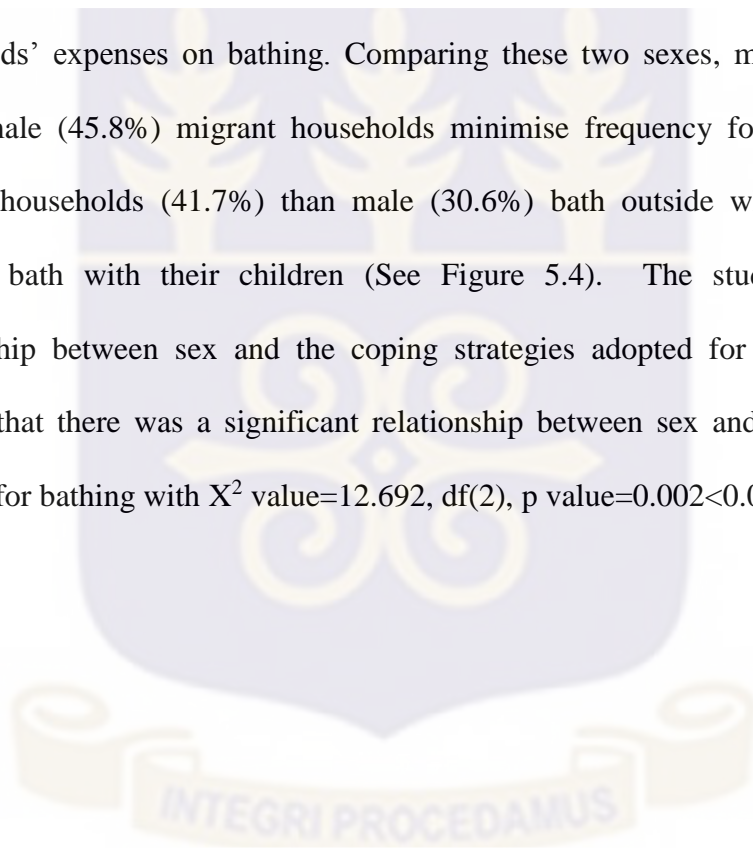 ds’ expenses on bathing. Comparing these two sexes, m
nale (45.8%) migrant households minimise frequency fo
households (41.7%) than male (30.6%) bath outside w
bath with their children (See Figure 5.4). The stu
hip between sex and the coping strategies adopted for
that there was a significant relationship between sex and
for bathing with X² value=12.692, df(2), p value=0.002<0.0
INTEGRI PROCEDAMUS